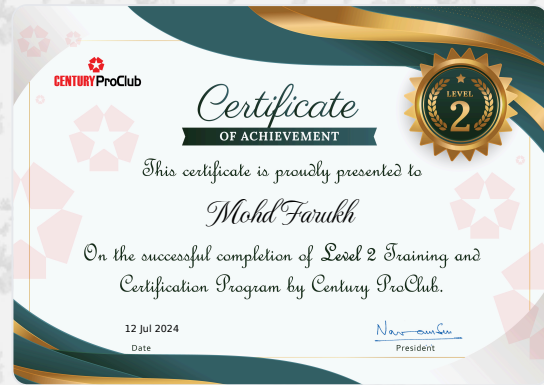 CENTURY ProClub
LEVEL
2
Certificate
OF ACHIEVEMENT
This certificate is proudly presented to
Mohd Farukh
On the successful completion of Level 2 Training and
Certification Program by Century ProClub.
12 Jul 2024
Date
President